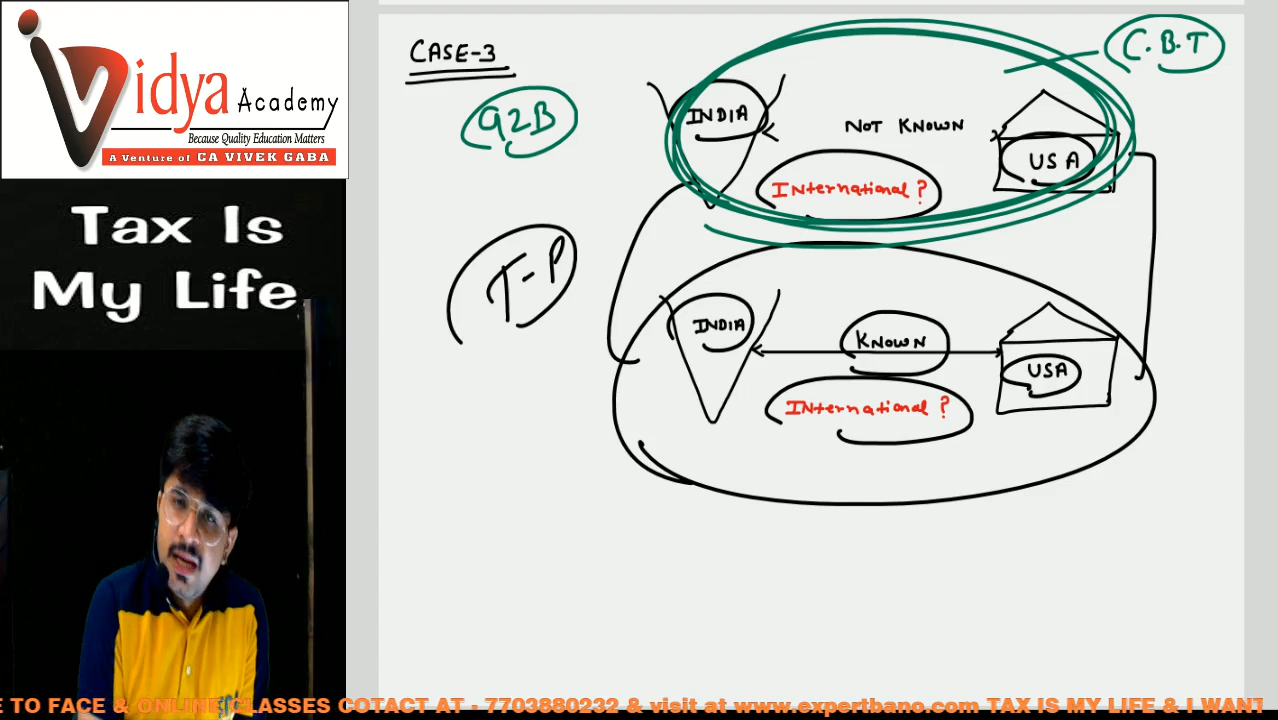 Vidya
Academy
Because Quality Education Matters
A Venture of CA VIVEK GABA
Tax Is
My Life
CASE-3
92B
C.B.T
INDIA
NOT KNOWN
USA
INternational?
T-P
INDIA
KNOWN
USA
INternational?
E TO FACE & ONLINE CLASSES COTACT AT - 7703880232 & visit at www.expertbano.com TAX IS MY LIFE & I WANT